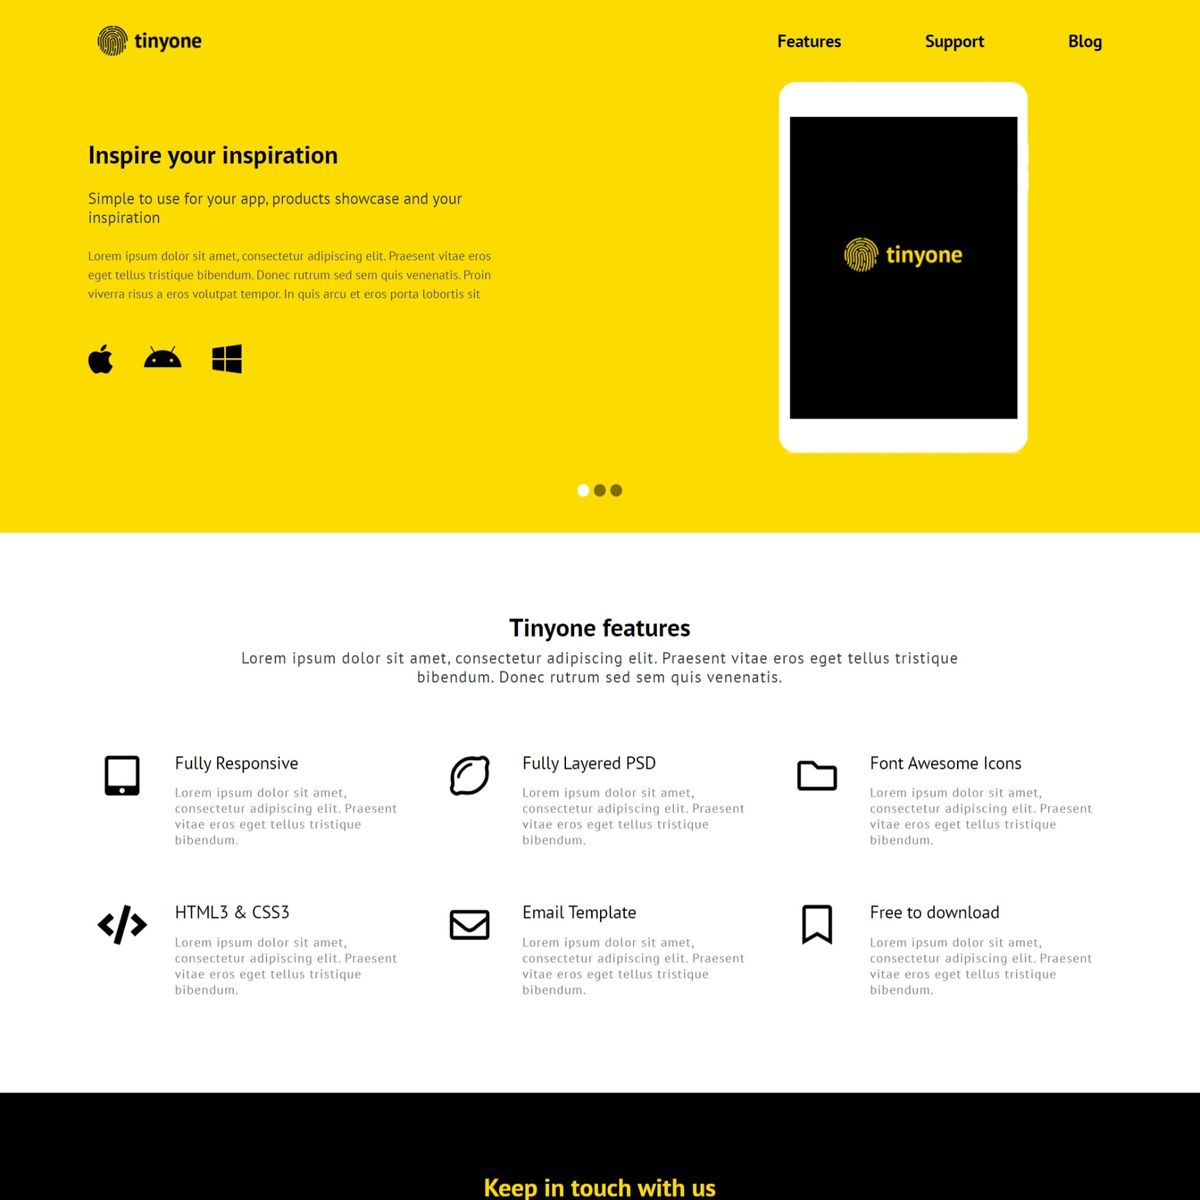 tinyone
Features
Support
Blog
Inspire your inspiration
Simple to use for your app, products showcase and your
inspiration
Lorem ipsum dolor sit amet, consectetur adipiscing elit. Praesent vitae eros
eget tellus tristique bibendum. Donec rutrum sed sem quis venenatis. Proin
viverra risus a eros volutpat tempor. In quis arcu et eros porta lobortis sit
tinyone
Tinyone features
Lorem ipsum dolor sit amet, consectetur adipiscing elit. Praesent vitae eros eget tellus tristique
bibendum. Donec rutrum sed sem quis venenatis.
Fully Responsive
Lorem ipsum dolor sit amet,
consectetur adipiscing elit. Praesent
vitae eros eget tellus tristique
bibendum.
Fully Layered PSD
Lorem ipsum dolor sit amet,
consectetur adipiscing elit. Praesent
vitae eros eget tellus tristique
bibendum.
Font Awesome Icons
Lorem ipsum dolor sit amet,
consectetur adipiscing elit. Praesent
vitae eros eget tellus tristique
bibendum.
HTML3 & CSS3
Lorem ipsum dolor sit amet,
consectetur adipiscing elit. Praesent
vitae eros eget tellus tristique
bibendum.
Email Template
Lorem ipsum dolor sit amet,
consectetur adipiscing elit. Praesent
vitae eros eget tellus tristique
bibendum.
Free to download
Lorem ipsum dolor sit amet,
consectetur adipiscing elit. Praesent
vitae eros eget tellus tristique
bibendum.
Keep in touch with us